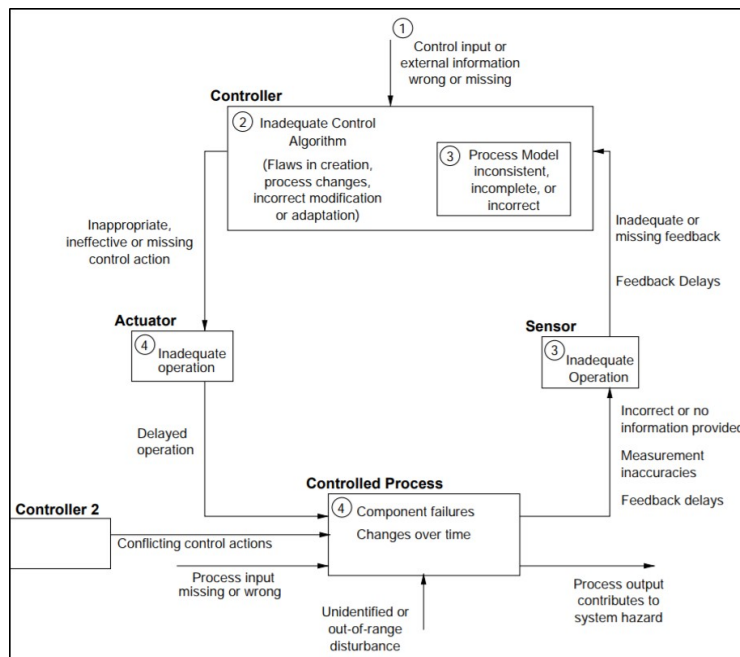 1
Control input or
external information
wrong or missing
Controller
2 Inadequate Control
Algorithm
(Flaws in creation,
process changes,
incorrect modification
or adaptation)
3 Process Model
inconsistent,
incomplete, or
incorrect
Inappropriate,
ineffective or missing
control action
Inadequate or
missing feedback
Feedback Delays
Actuator
4 Inadequate
operation
Sensor
3 Inadequate
Operation
Delayed
operation
Incorrect or no
information provided
Measurement
inaccuracies
Feedback delays
Controlled Process
4 Component failures
Changes over time
Controller 2
Conflicting control actions
Process input
missing or wrong
Unidentified or
out-of-range
disturbance
Process output
contributes to
system hazard